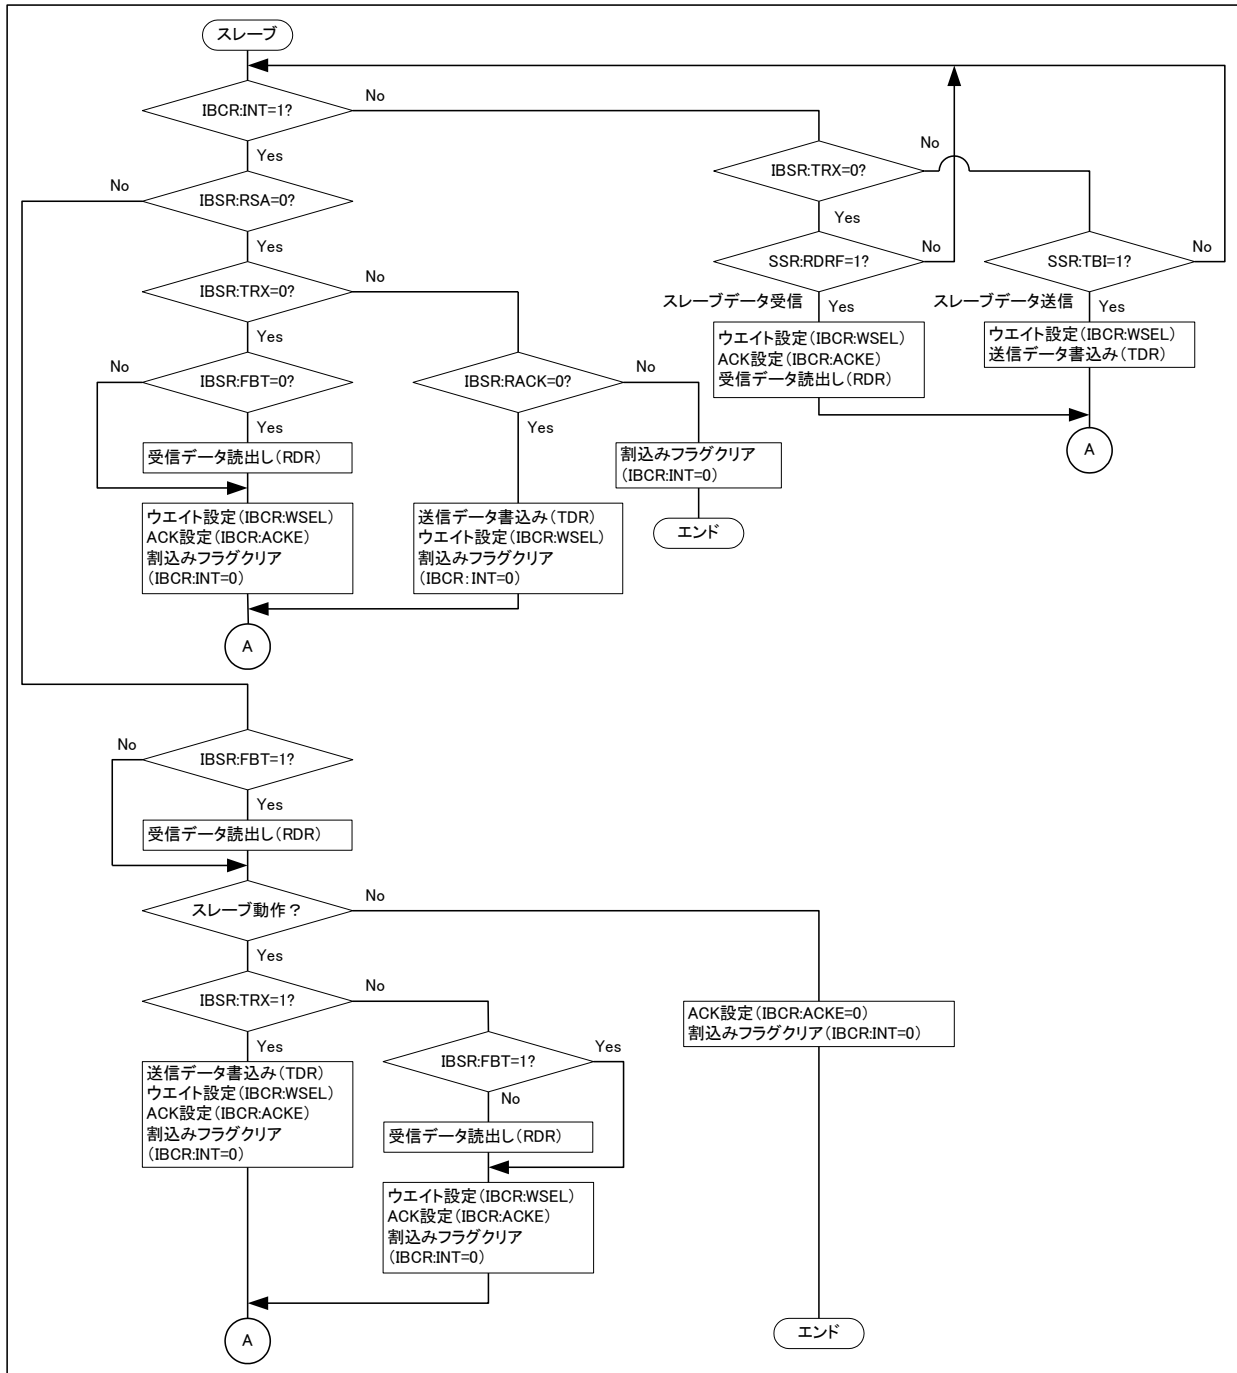 スレーブ
IBCR:INT=1?
No
Yes
IBSR:RSA=0?
No
Yes
IBSR:TRX=0?
No
Yes
IBSR:FBT=0?
No
Yes
受信データ読出し(RDR)
ウエイト設定(IBCR:WSEL)
ACK設定(IBCR:ACKE)
割込みフラグクリア
(IBCR:INT=0)
A
IBSR:RACK=0?
No
Yes
送信データ書込み(TDR)
ウエイト設定(IBCR:WSEL)
割込みフラグクリア
(IBCR:INT=0)
割込みフラグクリア
(IBCR:INT=0)
エンド
IBSR:TRX=0?
No
Yes
SSR:RDRF=1?
No
スレーブデータ受信
Yes
ウエイト設定(IBCR:WSEL)
ACK設定(IBCR:ACKE)
受信データ読出し(RDR)
SSR:TBI=1?
No
スレーブデータ送信
Yes
ウエイト設定(IBCR:WSEL)
送信データ書込み(TDR)
A
IBSR:FBT=1?
No
Yes
受信データ読出し(RDR)
スレーブ動作?
No
Yes
IBSR:TRX=1?
No
Yes
送信データ書込み(TDR)
ウエイト設定(IBCR:WSEL)
ACK設定(IBCR:ACKE)
割込みフラグクリア
(IBCR:INT=0)
IBSR:FBT=1?
Yes
No
受信データ読出し(RDR)
ウエイト設定(IBCR:WSEL)
ACK設定(IBCR:ACKE)
割込みフラグクリア
(IBCR:INT=0)
A
ACK設定(IBCR:ACKE=0)
割込みフラグクリア(IBCR:INT=0)
エンド